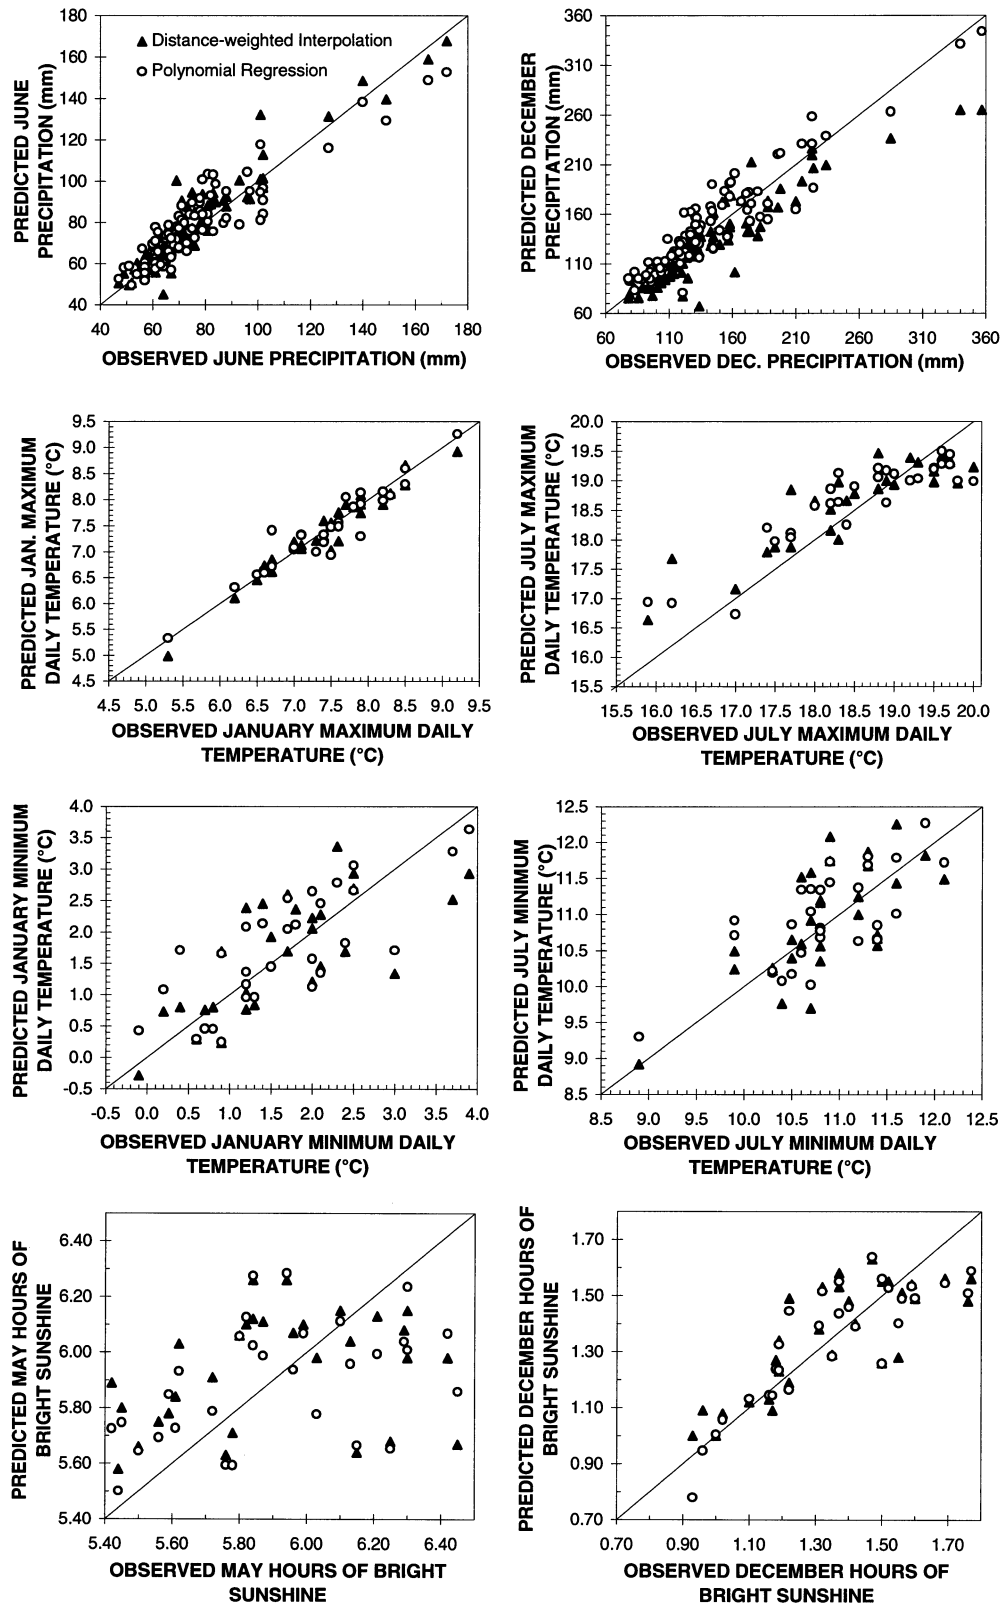 PREDICTED JUNE
PRECIPITATION (mm)
180
160
140
120
100
80
60
40
Distance-weighted Interpolation
Polynomial Regression
40 60 80 100 120 140 160 180
OBSERVED JUNE PRECIPITATION (mm)
PREDICTED DECEMBER
PRECIPITATION (mm)
360
310
260
210
160
110
60
60 110 160 210 260 310 360
OBSERVED DEC. PRECIPITATION (mm)
PREDICTED JAN. MAXIMUM
DAILY TEMPERATURE (°C)
9.5
9.0
8.5
8.0
7.5
7.0
6.5
6.0
5.5
5.0
4.5
4.5 5.0 5.5 6.0 6.5 7.0 7.5 8.0 8.5 9.0 9.5
OBSERVED JANUARY MAXIMUM DAILY
TEMPERATURE (°C)
PREDICTED JULY MAXIMUM
DAILY TEMPERATURE (°C)
20.0
19.5
19.0
18.5
18.0
17.5
17.0
16.5
16.0
15.5
15.5 16.0 16.5 17.0 17.5 18.0 18.5 19.0 19.5 20.0
OBSERVED JULY MAXIMUM DAILY
TEMPERATURE (°C)
PREDICTED JANUARY MINIMUM
DAILY TEMPERATURE (°C)
4.0
3.5
3.0
2.5
2.0
1.5
1.0
0.5
0.0
-0.5
-0.5 0.0 0.5 1.0 1.5 2.0 2.5 3.0 3.5 4.0
OBSERVED JANUARY MINIMUM DAILY
TEMPERATURE (°C)
PREDICTED JULY MINIMUM
DAILY TEMPERATURE (°C)
12.5
12.0
11.5
11.0
10.5
10.0
9.5
9.0
8.5
8.5 9.0 9.5 10.0 10.5 11.0 11.5 12.0 12.5
OBSERVED JULY MINIMUM DAILY
TEMPERATURE (°C)
PREDICTED MAY HOURS OF
BRIGHT SUNSHINE
6.40
6.20
6.00
5.80
5.60
5.40
5.40 5.60 5.80 6.00 6.20 6.40
OBSERVED MAY HOURS OF BRIGHT
SUNSHINE
PREDICTED DECEMBER HOURS OF
BRIGHT SUNSHINE
1.70
1.50
1.30
1.10
0.90
0.70
0.70 0.90 1.10 1.30 1.50 1.70
OBSERVED DECEMBER HOURS OF
BRIGHT SUNSHINE